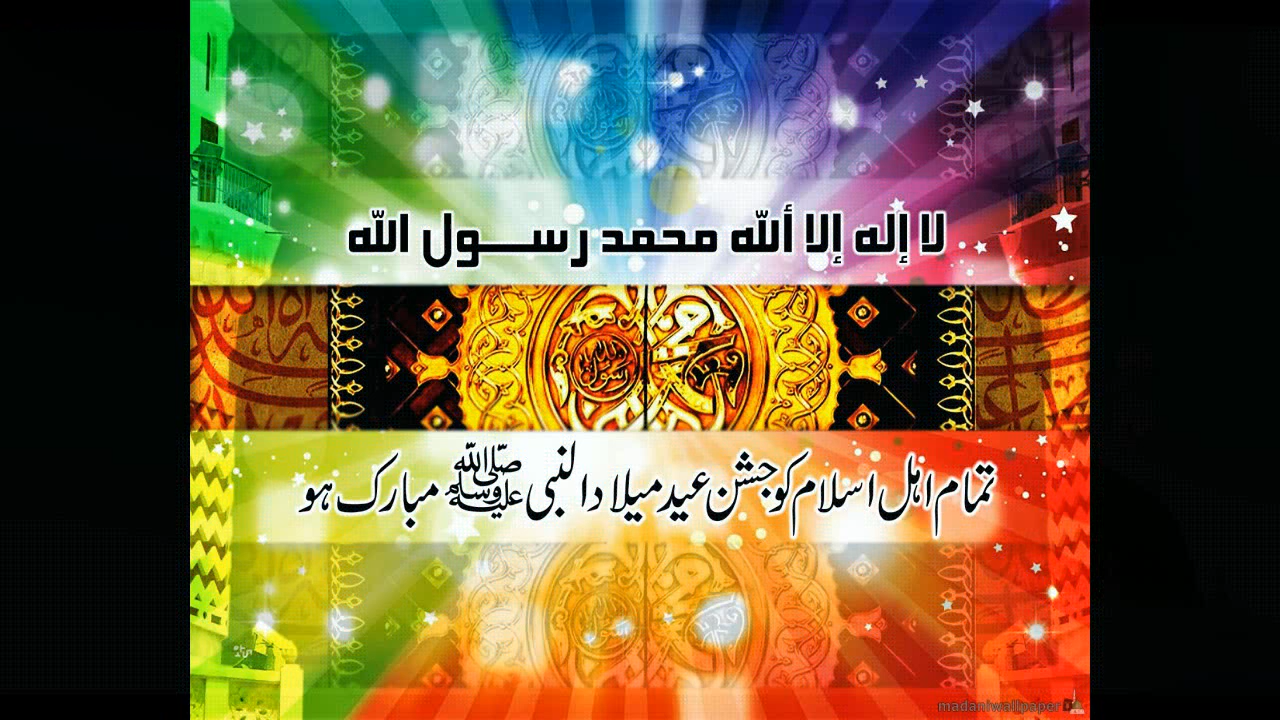 لا إله إلا ألله محمد رسول الله
تمام اہل اسلام کو جشن عید میلاد النبی ﷺ مبارک ہو
madaniwallpaper